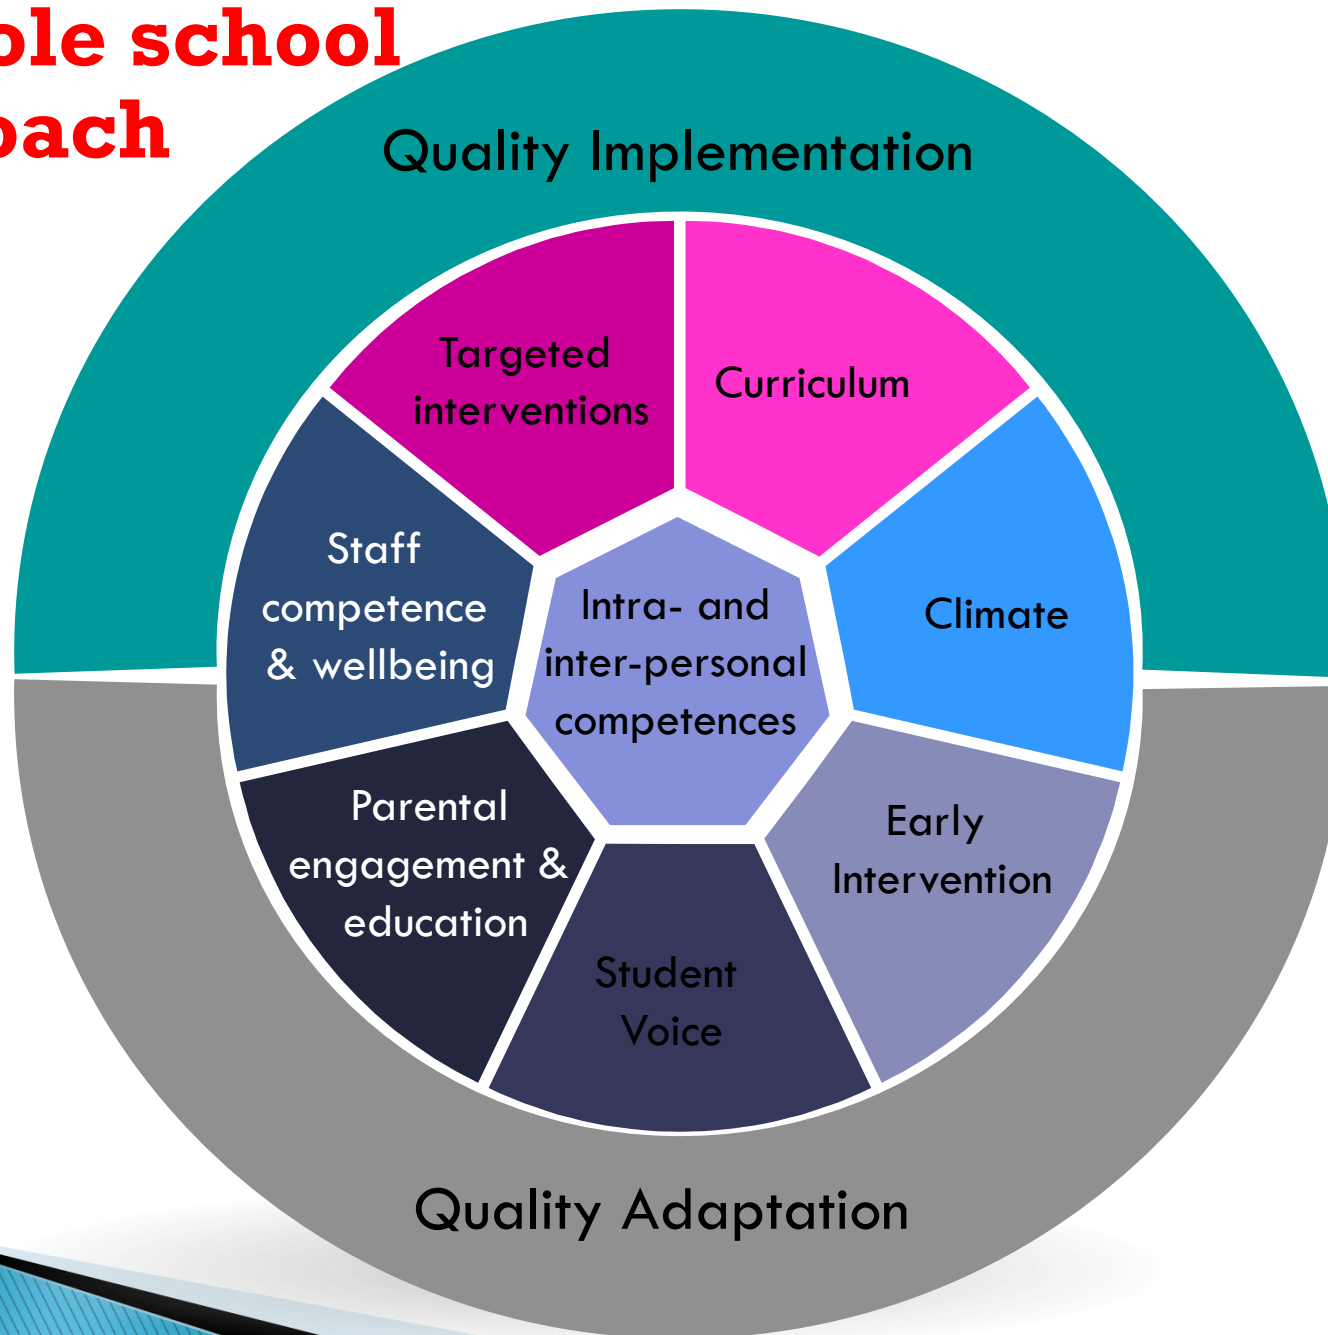 ole school
oach
Quality Implementation
Targeted
interventions
Curriculum
Staff
competence
& wellbeing
Intra- and
inter-personal
competences
Climate
Parental
engagement &
education
Early
Intervention
Student
Voice
Quality Adaptation